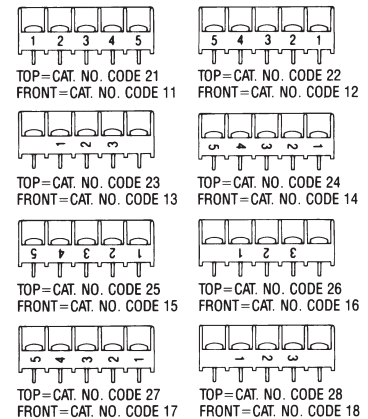 1 2 3 4 5
TOP=CAT. NO. CODE 21
FRONT=CAT. NO. CODE 11
5 4 3 2 1
TOP=CAT. NO. CODE 22
FRONT=CAT. NO. CODE 12
1 2 3
TOP=CAT. NO. CODE 23
FRONT=CAT. NO. CODE 13
5 4 3 2 1
TOP=CAT. NO. CODE 24
FRONT=CAT. NO. CODE 14
5 4 3 2 1
TOP=CAT. NO. CODE 25
FRONT=CAT. NO. CODE 15
1 2 3
TOP=CAT. NO. CODE 26
FRONT=CAT. NO. CODE 16
5 4 3 2 1
TOP=CAT. NO. CODE 27
FRONT=CAT. NO. CODE 17
1 2 3
TOP=CAT. NO. CODE 28
FRONT=CAT. NO. CODE 18